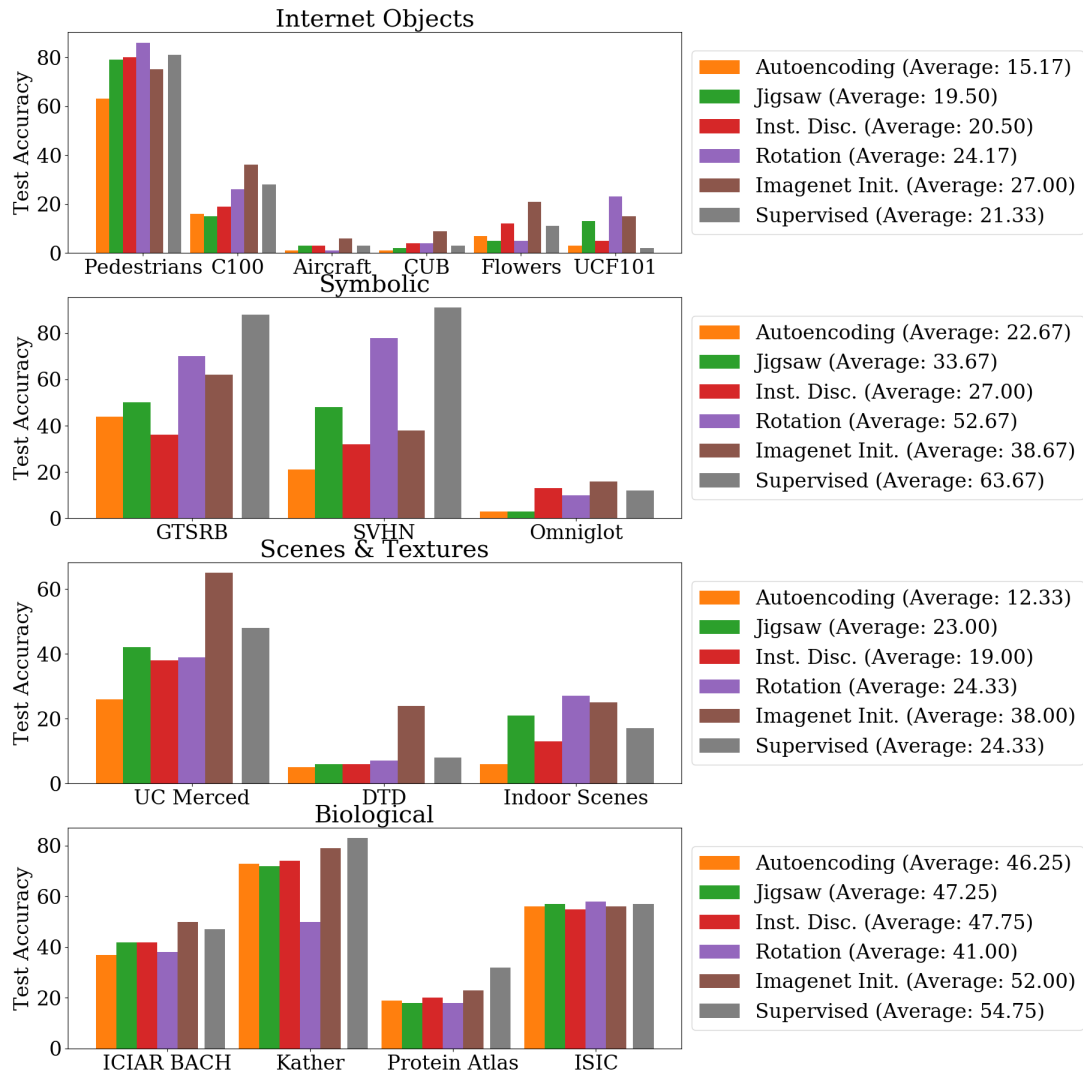 Internet Objects
Test Accuracy
80
60
40
20
0
Pedestrians C100 Aircraft CUB Flowers UCF101
Autoencoding (Average: 15.17)
Jigsaw (Average: 19.50)
Inst. Disc. (Average: 20.50)
Rotation (Average: 24.17)
Imagenet Init. (Average: 27.00)
Supervised (Average: 21.33)
Symbolic
Test Accuracy
80
60
40
20
0
GTSRB SVHN Omniglot
Autoencoding (Average: 22.67)
Jigsaw (Average: 33.67)
Inst. Disc. (Average: 27.00)
Rotation (Average: 52.67)
Imagenet Init. (Average: 38.67)
Supervised (Average: 63.67)
Scenes & Textures
Test Accuracy
60
40
20
0
UC Merced DTD Indoor Scenes
Autoencoding (Average: 12.33)
Jigsaw (Average: 23.00)
Inst. Disc. (Average: 19.00)
Rotation (Average: 24.33)
Imagenet Init. (Average: 38.00)
Supervised (Average: 24.33)
Biological
Test Accuracy
80
60
40
20
0
ICIAR BACH Kather Protein Atlas ISIC
Autoencoding (Average: 46.25)
Jigsaw (Average: 47.25)
Inst. Disc. (Average: 47.75)
Rotation (Average: 41.00)
Imagenet Init. (Average: 52.00)
Supervised (Average: 54.75)